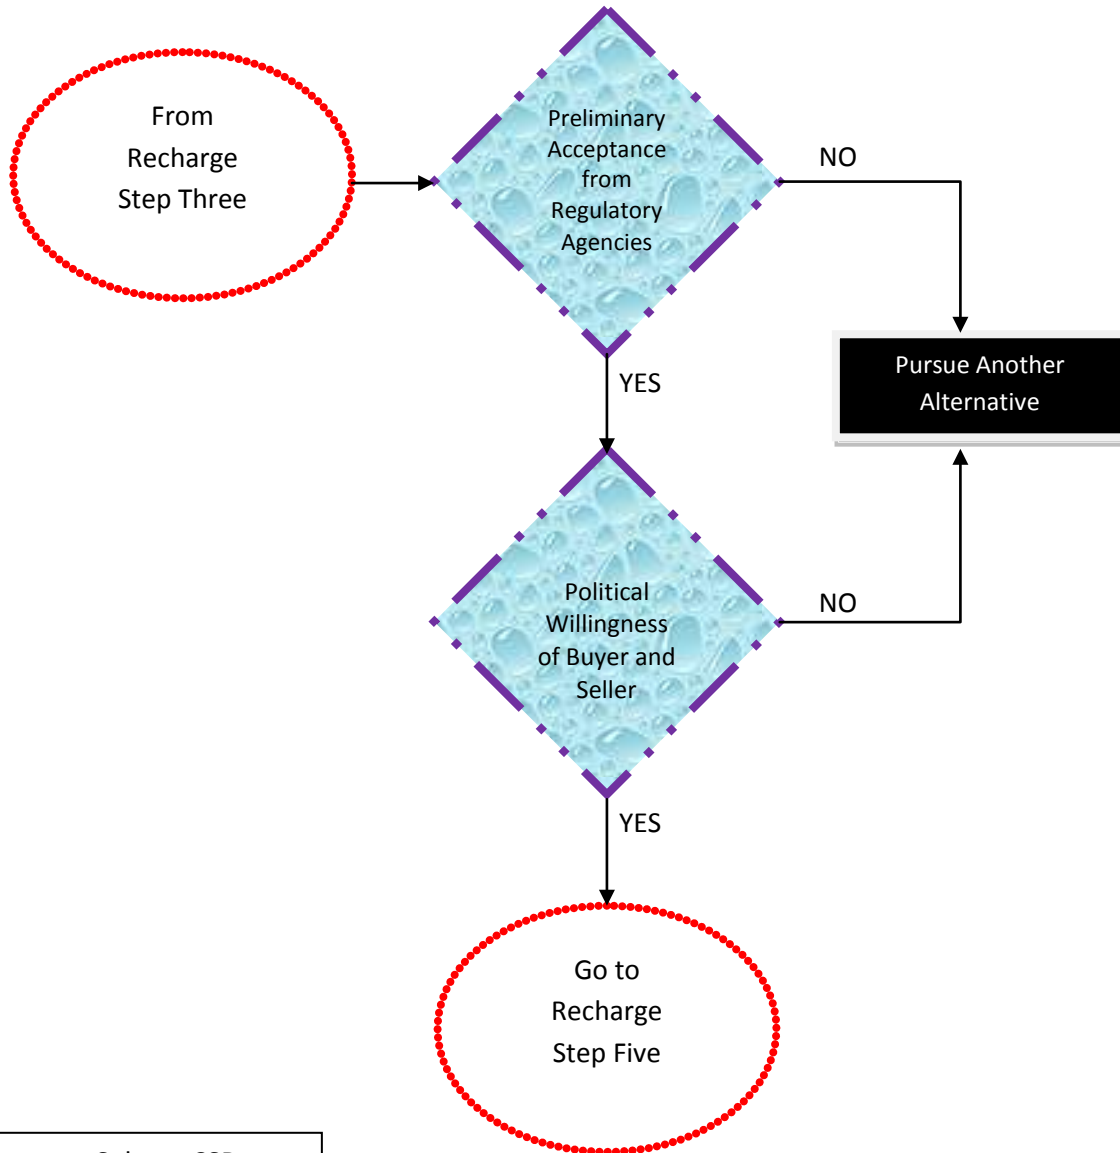 From
Recharge
Step Three
Preliminary
Acceptance
from
Regulatory
Agencies
NO
Pursue Another
Alternative
YES
Political
Willingness
of Buyer and
Seller
NO
YES
Go to
Recharge
Step Five